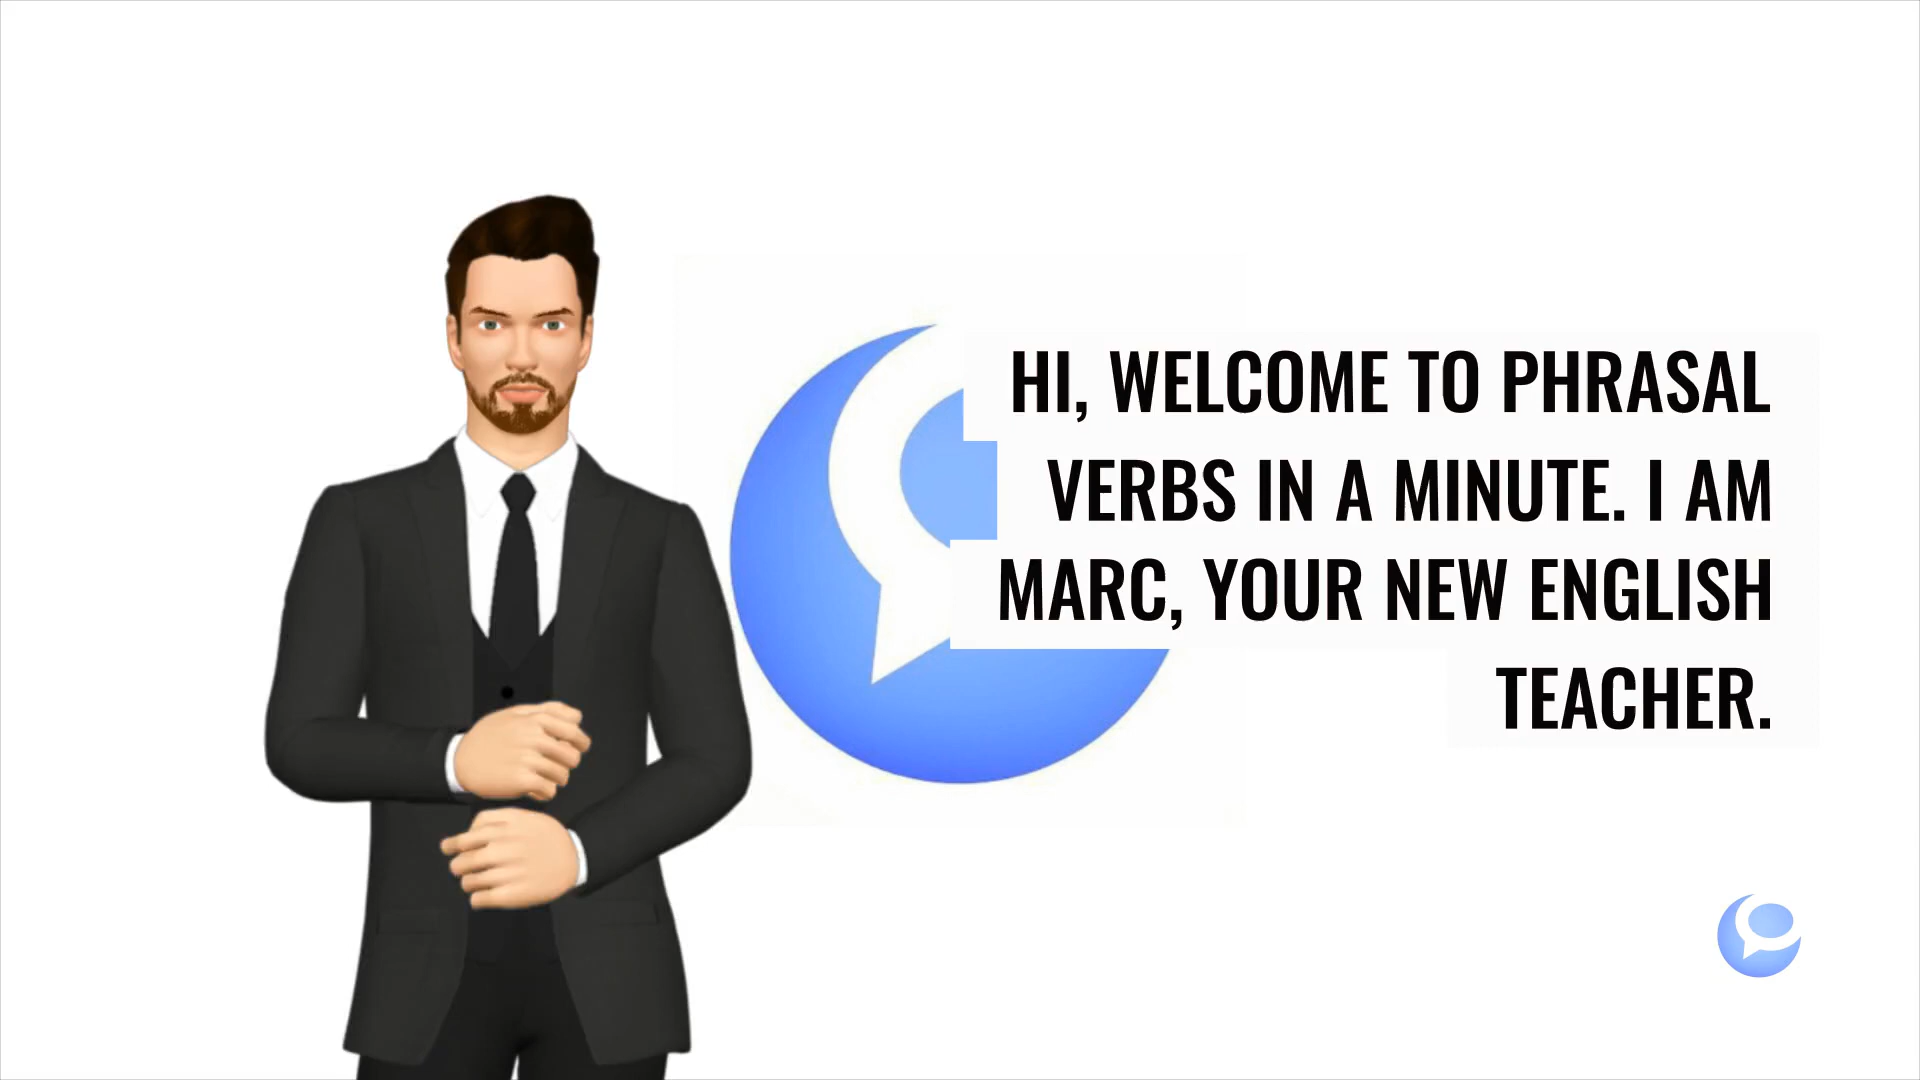 HI, WELCOME TO PHRASAL
VERBS IN A MINUTE. I AM
MARC, YOUR NEW ENGLISH
TEACHER.